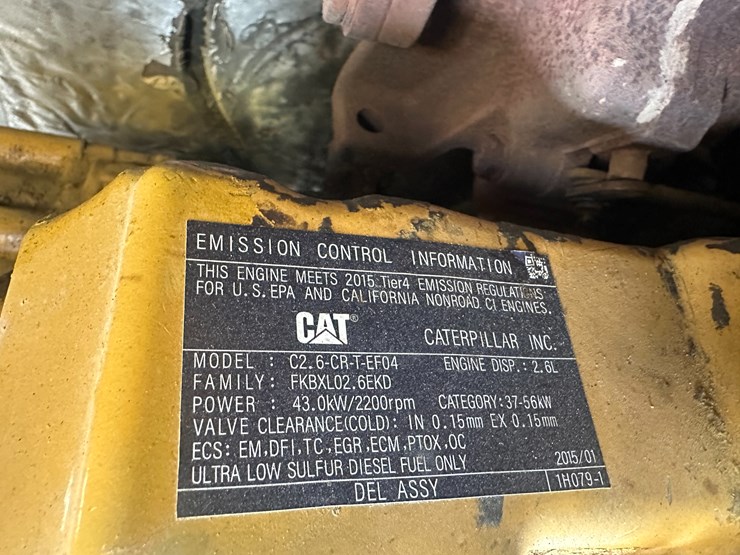 EMISSION CONTROL INFORMATION
THIS ENGINE MEETS 2015 Tier4 EMISSION REGULATIONS
FOR U.S.EPA AND CALIFORNIA NONROAD CI ENGINES.
CAT® CATERPILLAR INC.
MODEL : C2.6-CR-T-EF04 ENGINE DISP.: 2.6L
FAMILY: FKBXL02.6EKD
POWER : 43.0kW/2200rpm CATEGORY:37-56kW
VALVE CLEARANCE(COLD): IN 0.15mm EX 0.15mm
ECS: EM,DFI,TC,EGR,ECM,PTOX,OC
ULTRA LOW SULFUR DIESEL FUEL ONLY 2015/01
DEL ASSY 1H079-1